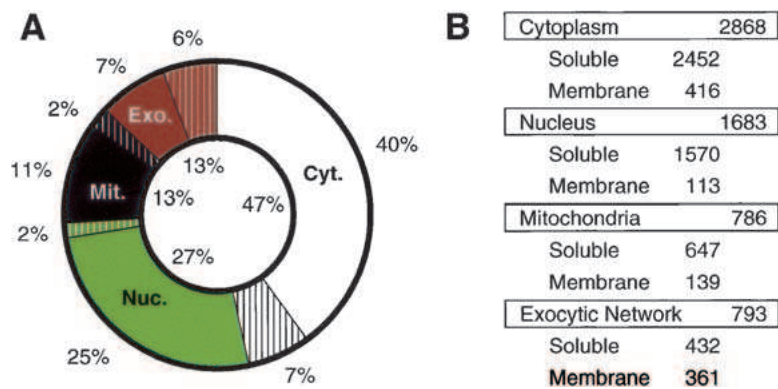 A
6%
7%
2%
Exo.
40%
11%
13%
Cyt.
Mit.
13%
47%
2%
27%
Nuc.
25%
7%
B
Cytoplasm 2868
Soluble 2452
Membrane 416
Nucleus 1683
Soluble 1570
Membrane 113
Mitochondria 786
Soluble 647
Membrane 139
Exocytic Network 793
Soluble 432
Membrane 361